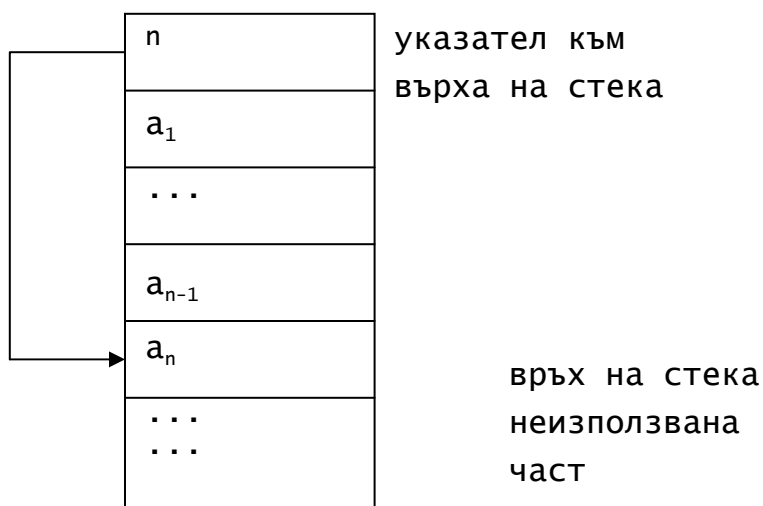 n указател към
върха на стека
a₁
...
aₙ₋₁
aₙ
връх на стека
... неизползвана
...
част